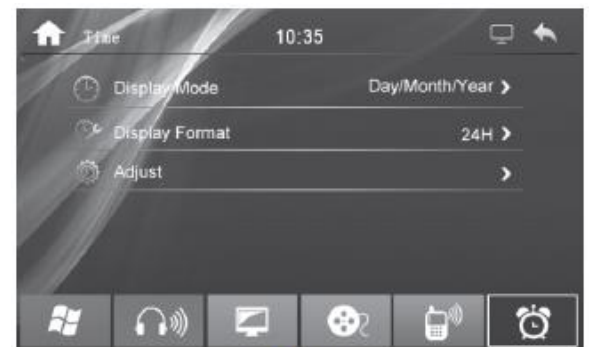 Time 10:35
Display Mode Day/Month/Year
Display Format 24H
Adjust